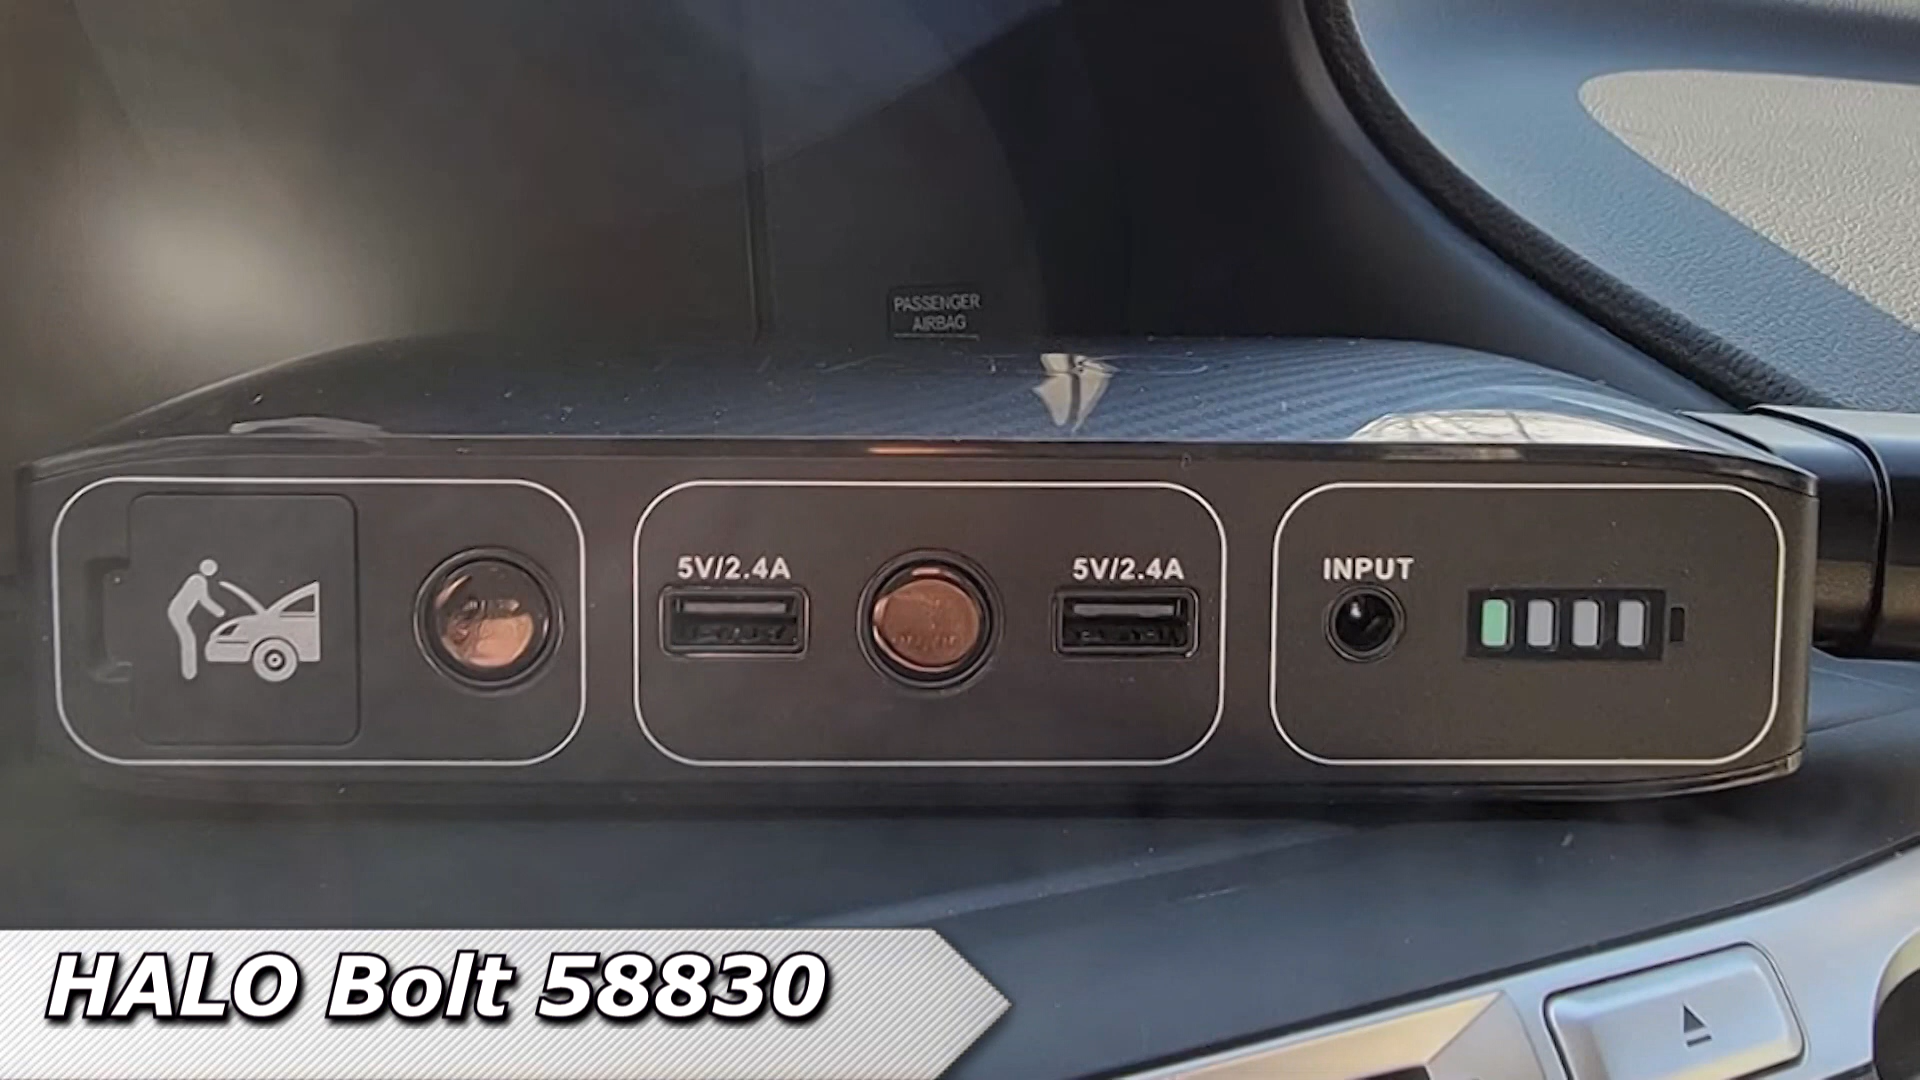 PASSENGER
AIRBAG
5V/2.4A
5V/2.4A
INPUT
HALO Bolt 58830